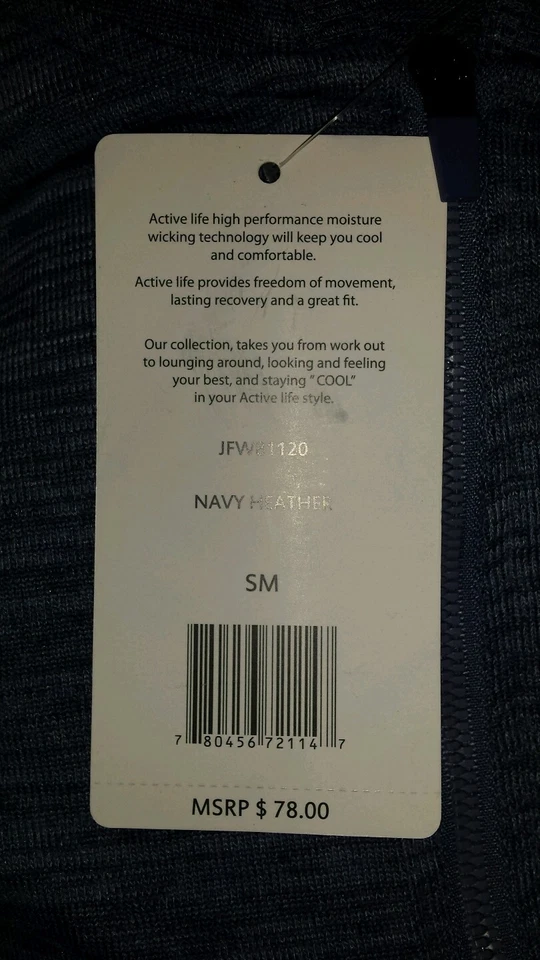 Active life high performance moisture
wicking technology will keep you cool
and comfortable.
Active life provides freedom of movement,
lasting recovery and a great fit.
Our collection, takes you from work out
to lounging around, looking and feeling
your best, and staying "COOL"
in your Active life style.
NAVY HEATHER
SM
7 80456 72114 7
MSRP $ 78.00